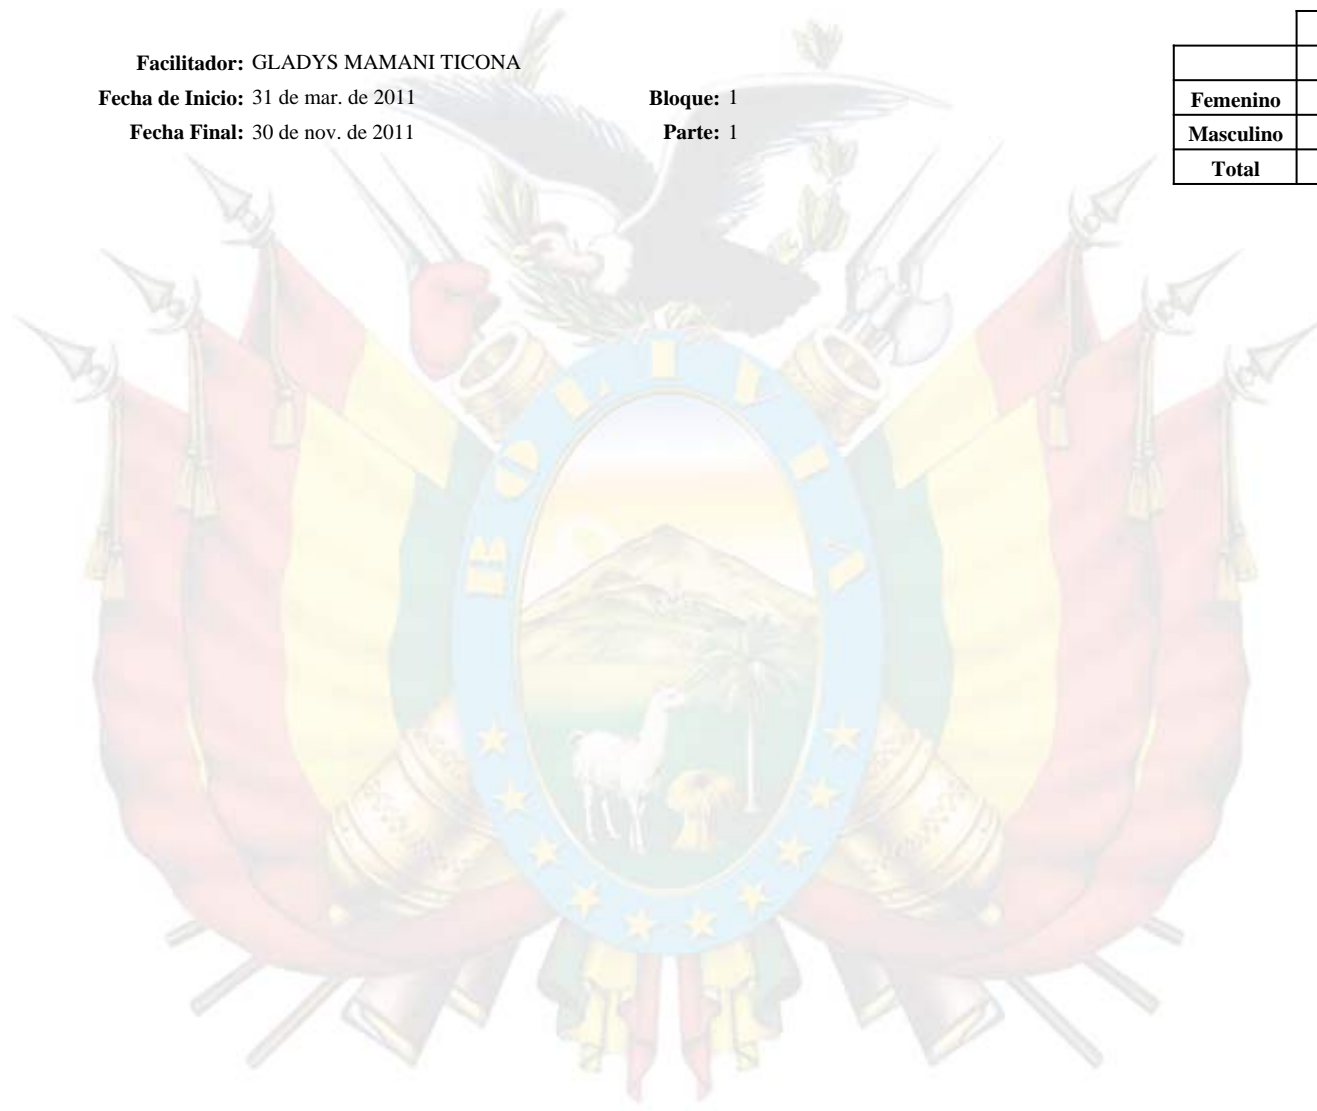 Facilitador: GLADYS MAMANI TICONA
Fecha de Inicio: 31 de mar. de 2011 Bloque: 1
Fecha Final: 30 de nov. de 2011 Parte: 1
Femenino
Masculino
Total
BOLIVIA